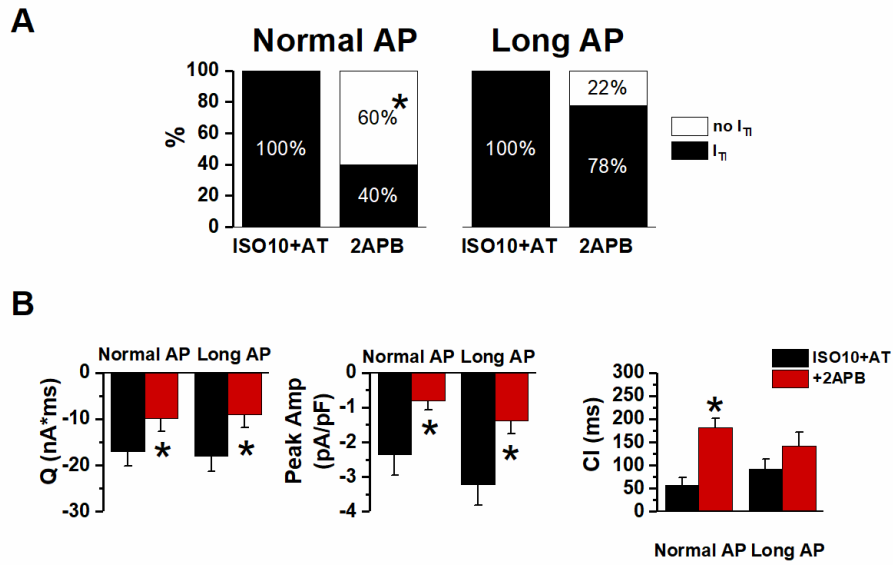 A
Normal AP Long AP
100
80
60
40
20
0
%
100%
60%
*
40%
100%
22%
78%
ISO10+AT 2APB ISO10+AT 2APB
no ITI
ITI
B
Normal AP Long AP
0
-10
-20
-30
Q (nA*ms)
* *
Normal AP Long AP
0
-1
-2
-3
-4
Peak Amp
(pA/pF)
* *
ISO10+AT
+2APB
300
250
200
150
100
50
0
CI (ms)
*
Normal AP Long AP